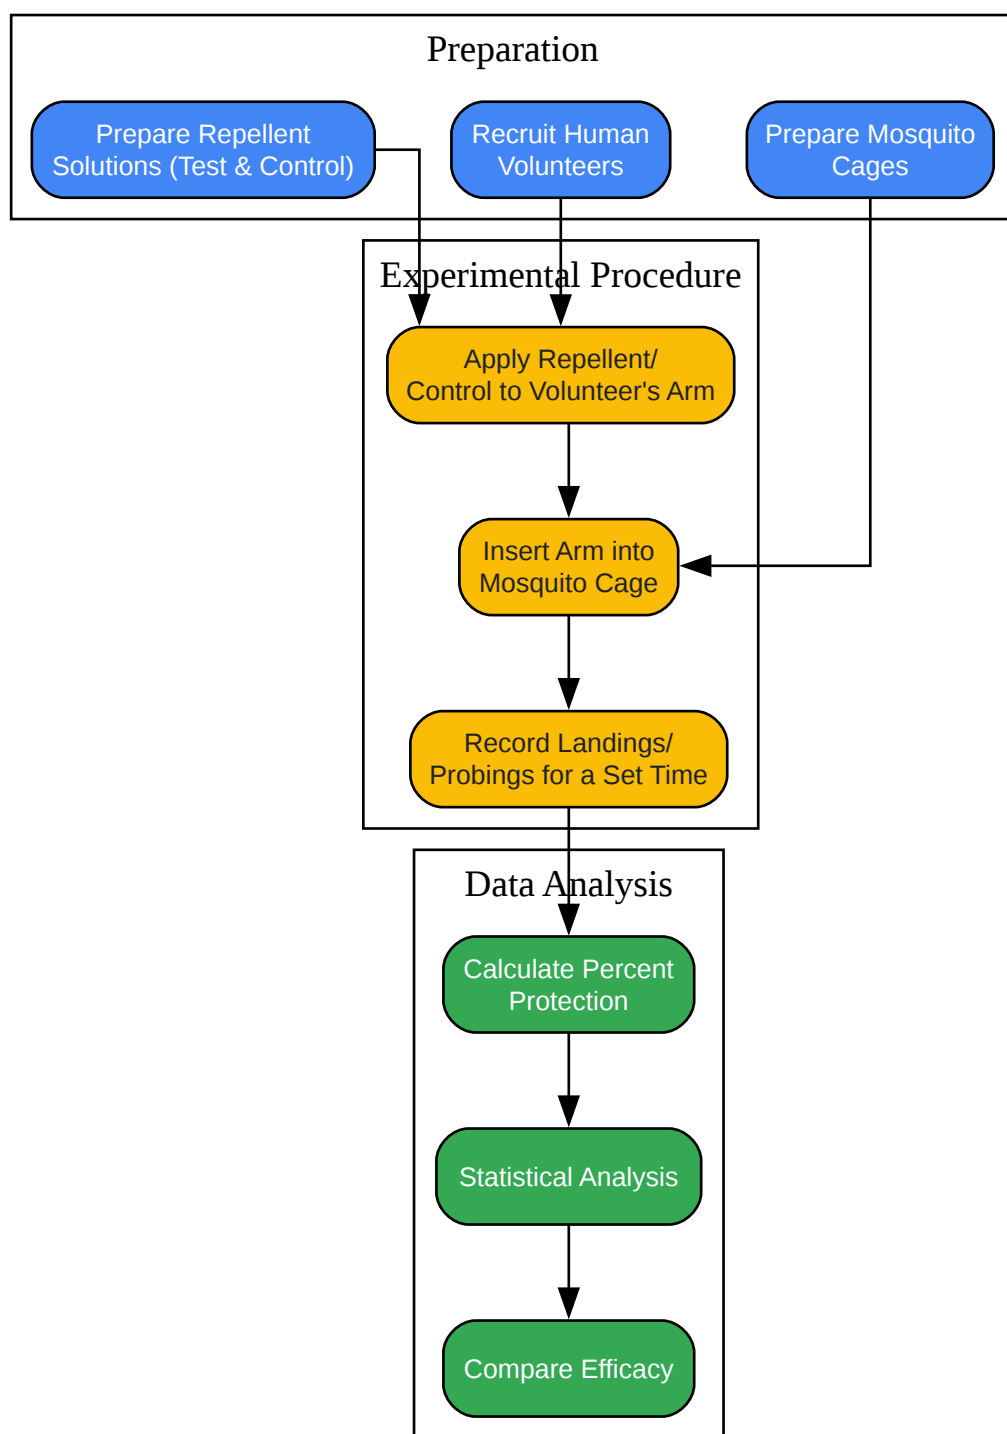 Preparation
Prepare Repellent
Solutions (Test & Control)
Recruit Human
Volunteers
Prepare Mosquito
Cages
Experimental Procedure
Apply Repellent/
Control to Volunteer's Arm
Insert Arm into
Mosquito Cage
Record Landings/
Probings for a Set Time
Data Analysis
Calculate Percent
Protection
Statistical Analysis
Compare Efficacy